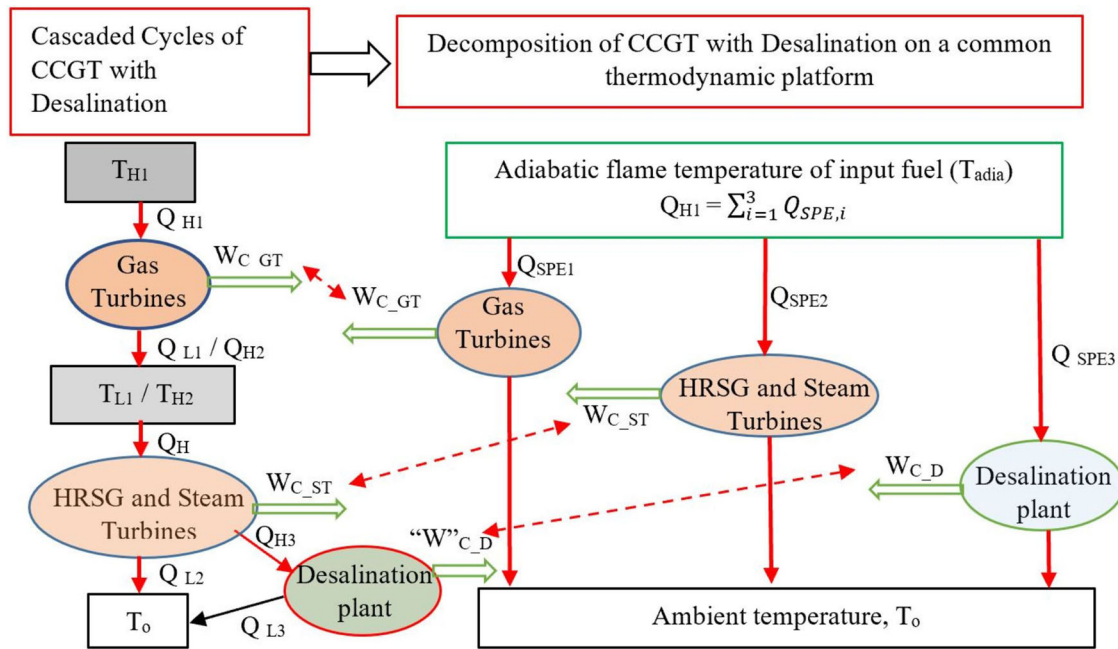 Cascaded Cycles of
CCGT with
Desalination
Decomposition of CCGT with Desalination on a common
thermodynamic platform
T_H1
Q_H1
Gas
Turbines
W_C_GT
Q_L1 / Q_H2
T_L1 / T_H2
Q_H
HRSG and Steam
Turbines
W_C_ST
Q_H3
Q_L2
T_o
Q_L3
Desalination
plant
“W”_C_D
Adiabatic flame temperature of input fuel (T_adia)
Q_H1 = ∑_{i=1}^{3} Q_{SPE,i}
Q_SPE1
W_C_GT
Gas
Turbines
Q_SPE2
W_C_ST
HRSG and Steam
Turbines
Q_SPE3
W_C_D
Desalination
plant
Ambient temperature, T_o